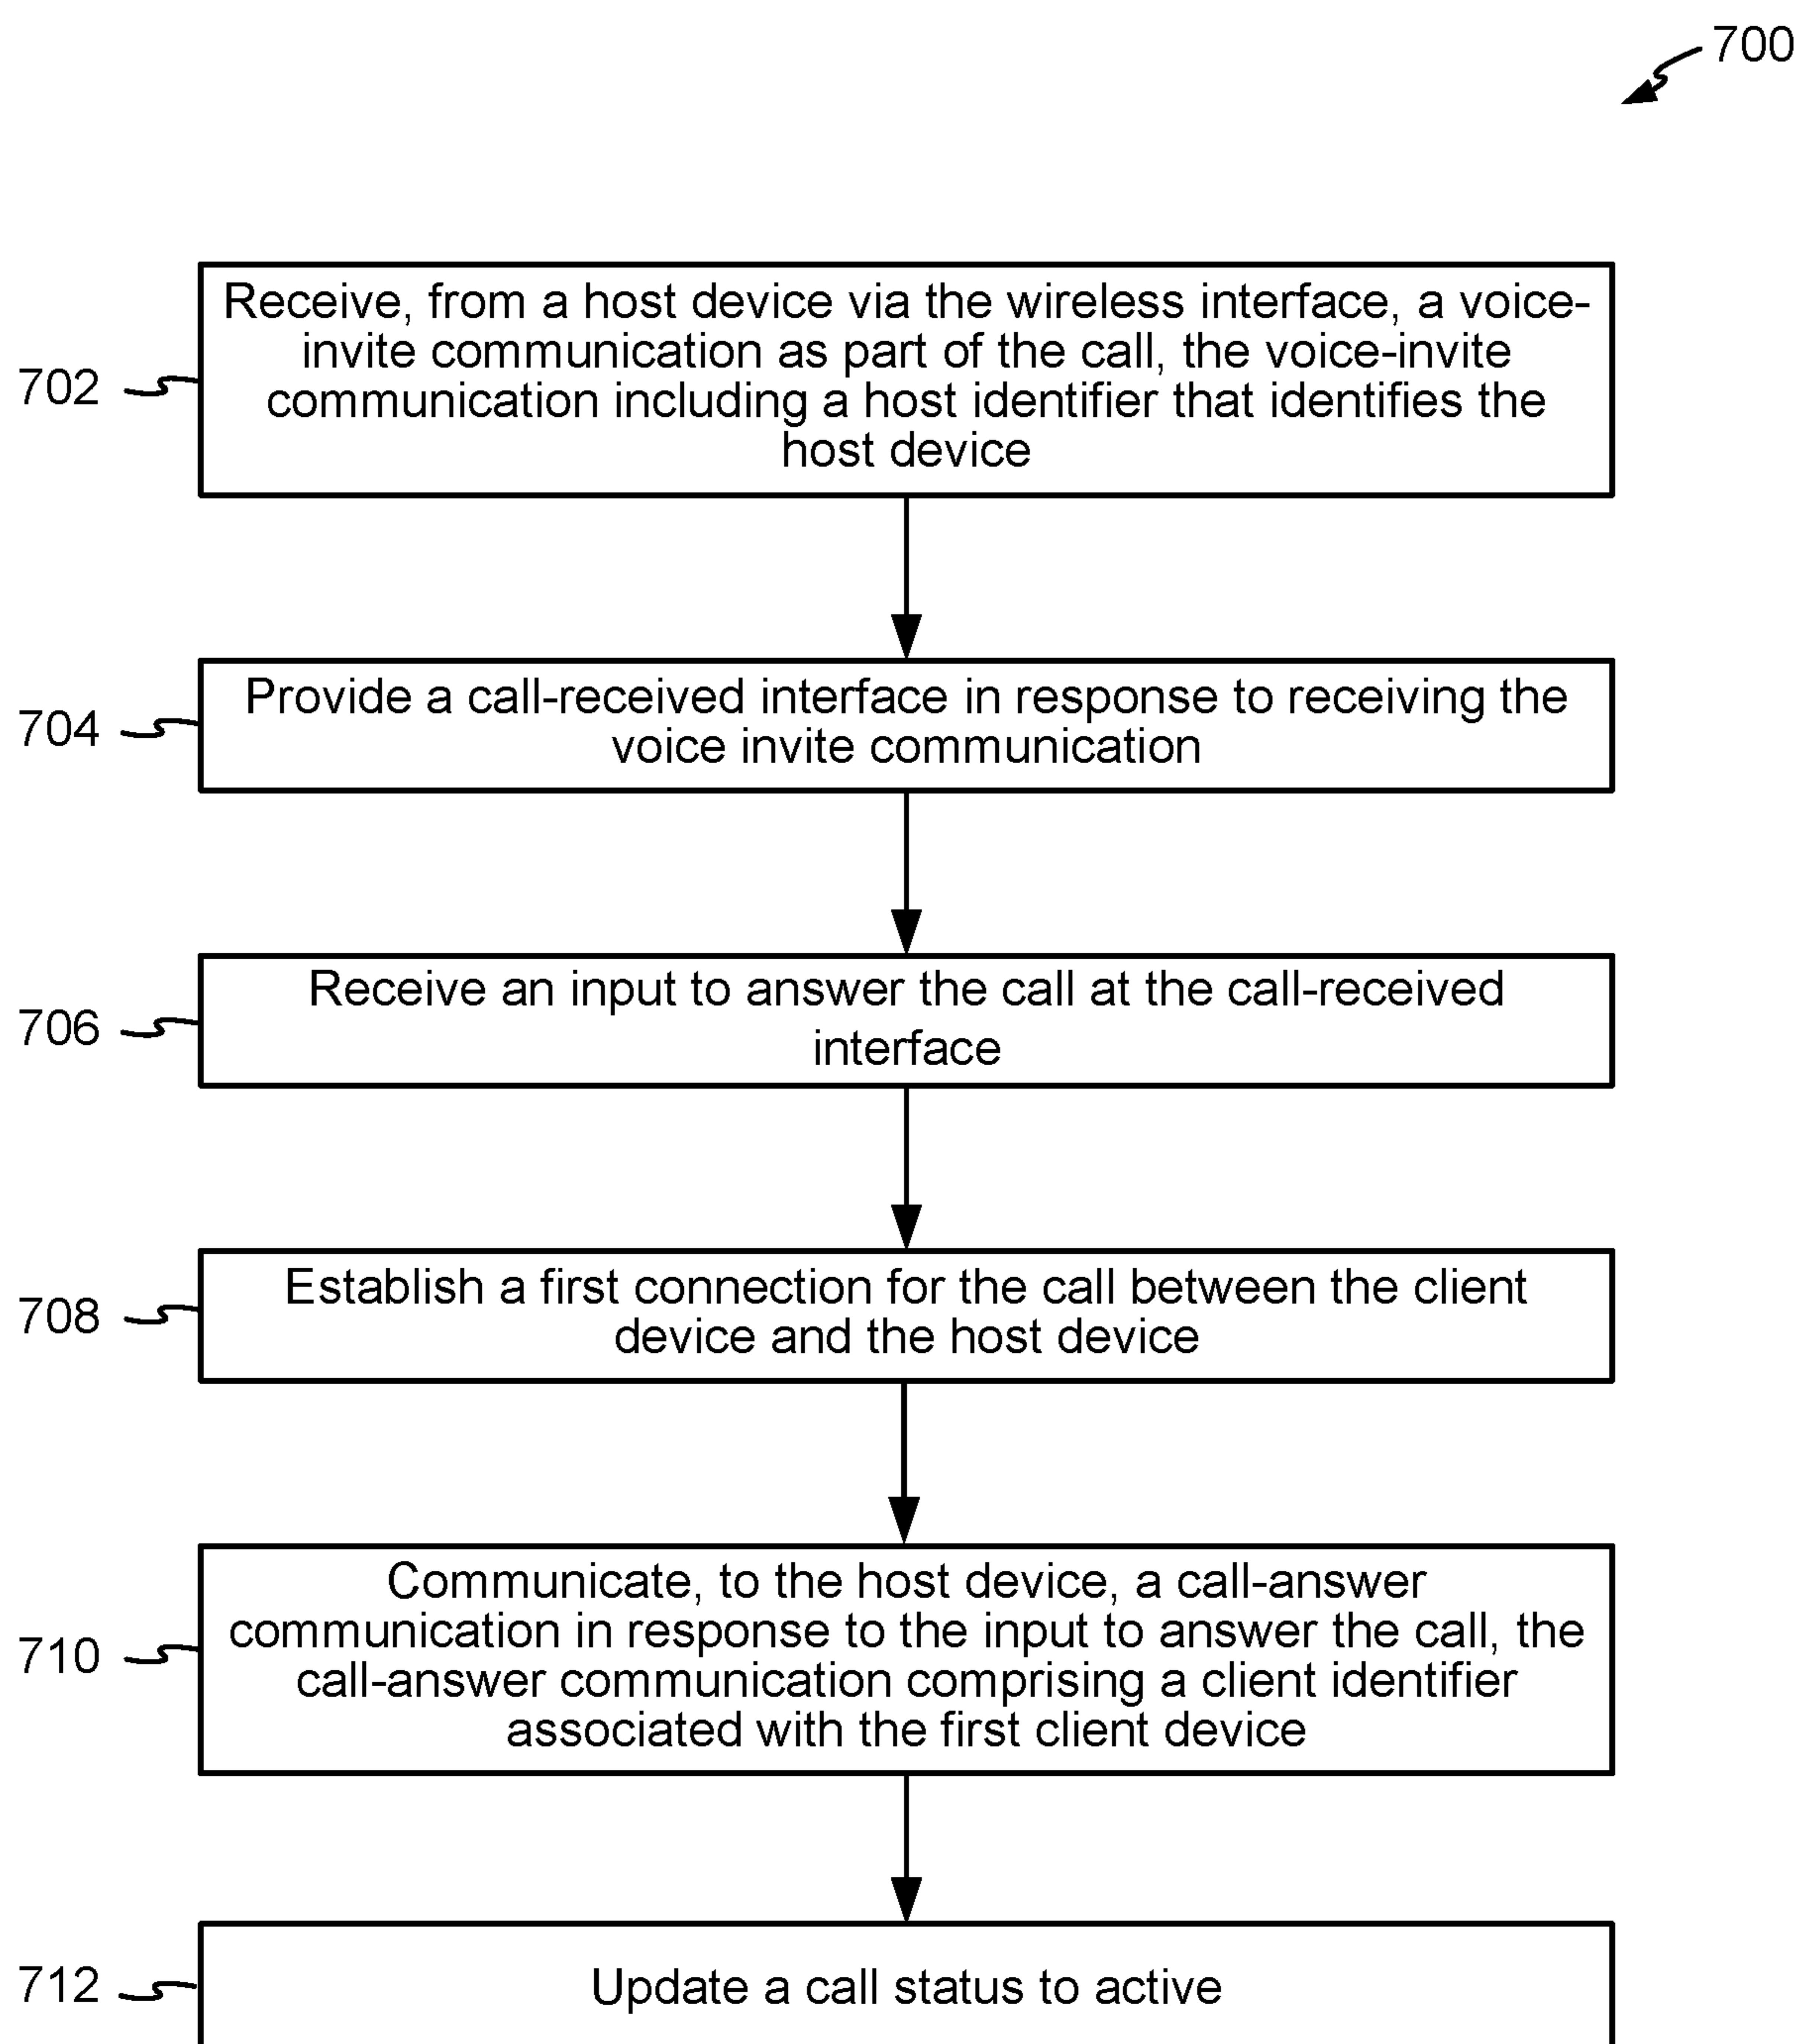 700
702
Receive, from a host device via the wireless interface, a voice-
invite communication as part of the call, the voice-invite
communication including a host identifier that identifies the
host device
704
Provide a call-received interface in response to receiving the
voice invite communication
706
Receive an input to answer the call at the call-received
interface
708
Establish a first connection for the call between the client
device and the host device
710
Communicate, to the host device, a call-answer
communication in response to the input to answer the call, the
call-answer communication comprising a client identifier
associated with the first client device
712
Update a call status to active